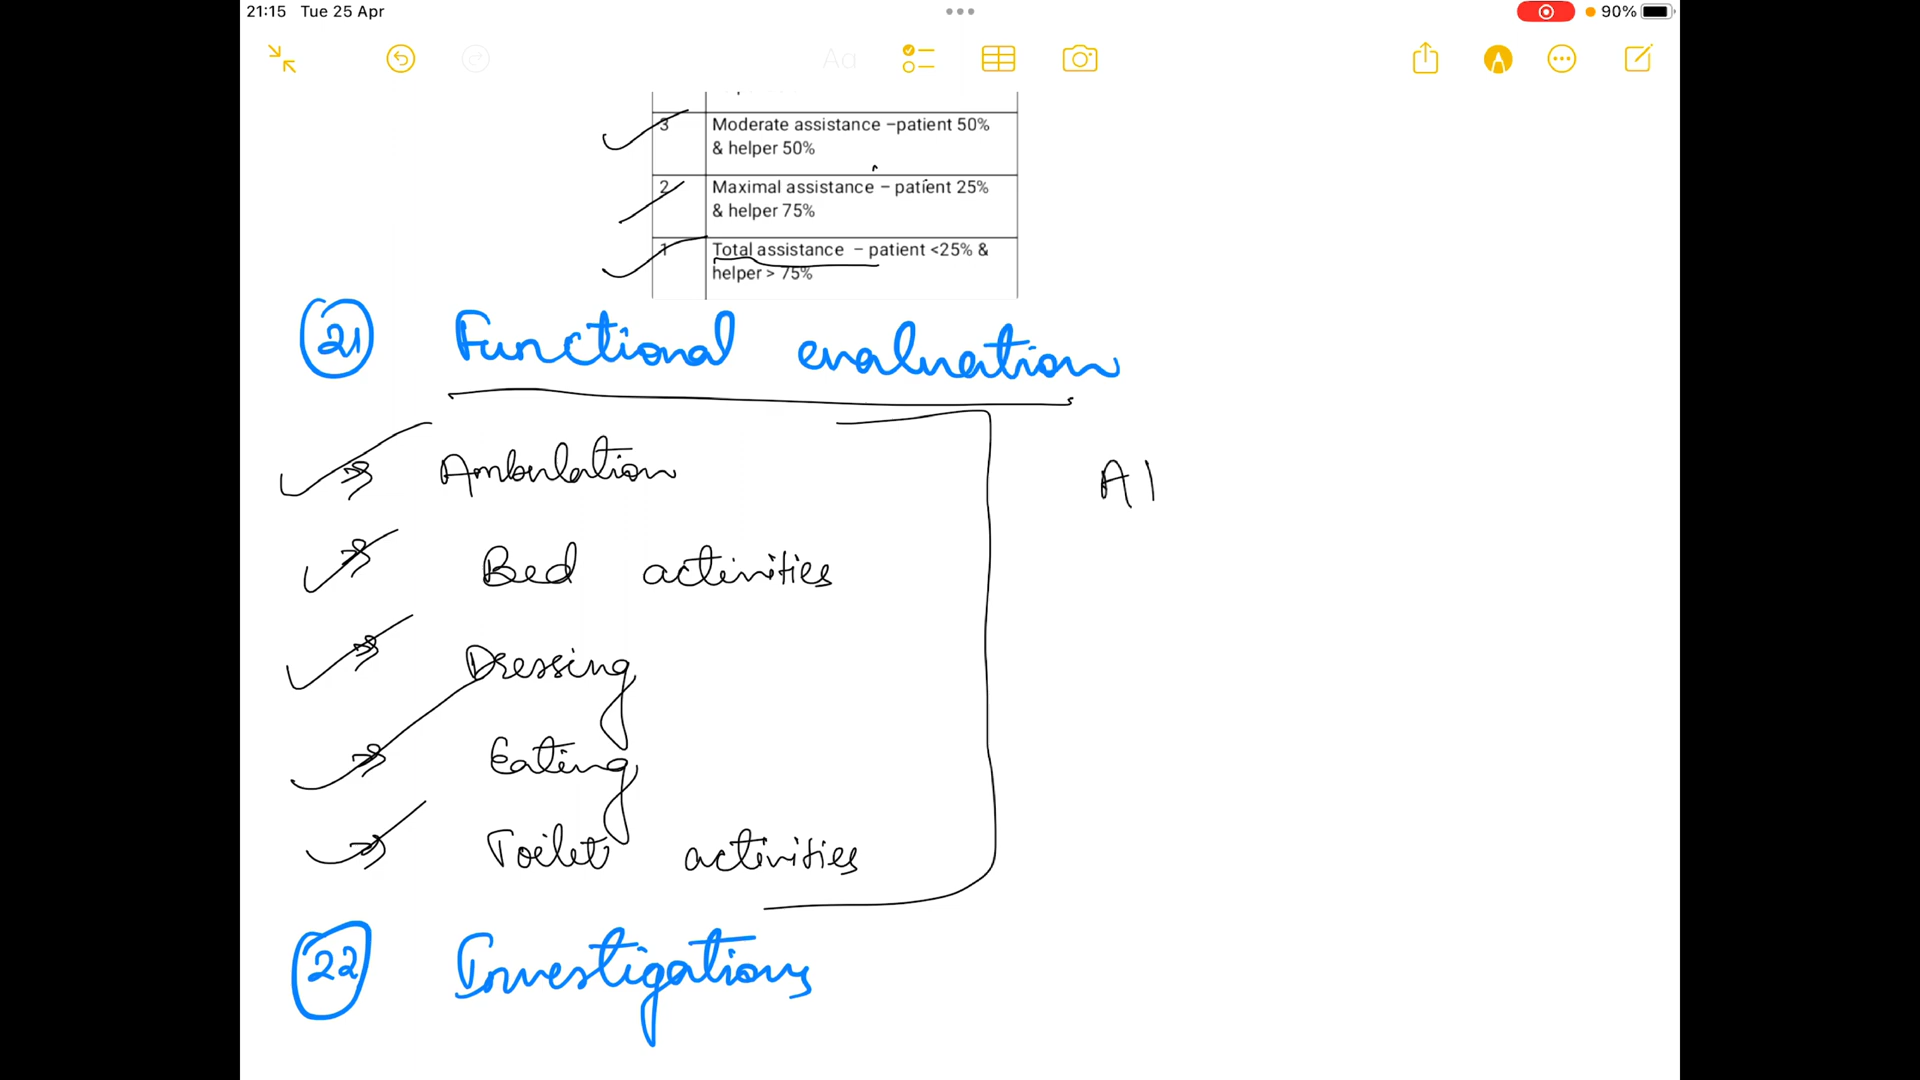 21:15 Tue 25 Apr
90%
Aa
3 Moderate assistance –patient 50%
& helper 50%
2 Maximal assistance – patient 25%
& helper 75%
1 Total assistance – patient <25% &
helper > 75%
21 Functional evaluation
Ambulation
A
Bed activities
Dressing
Eating
Toilet activities
22 Investigations